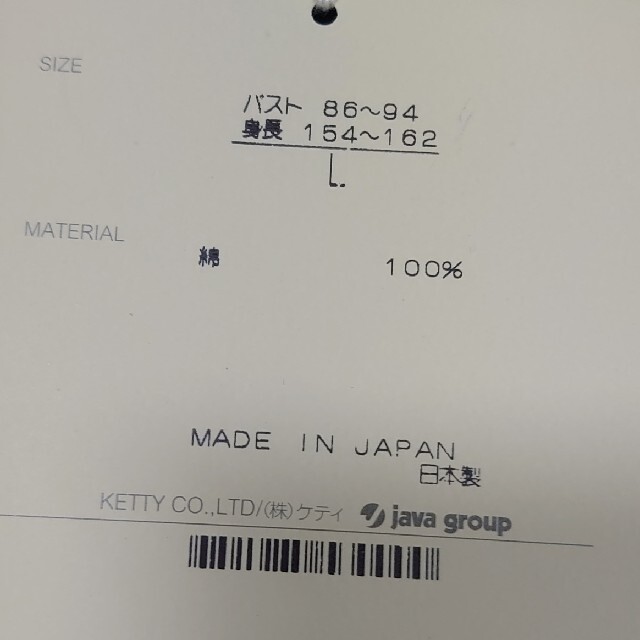 SIZE
バスト 86～94
身長 154～162
L.
MATERIAL
綿 100%
MADE IN JAPAN
日本製
KETTY CO.,LTD/(株)ケティ java group